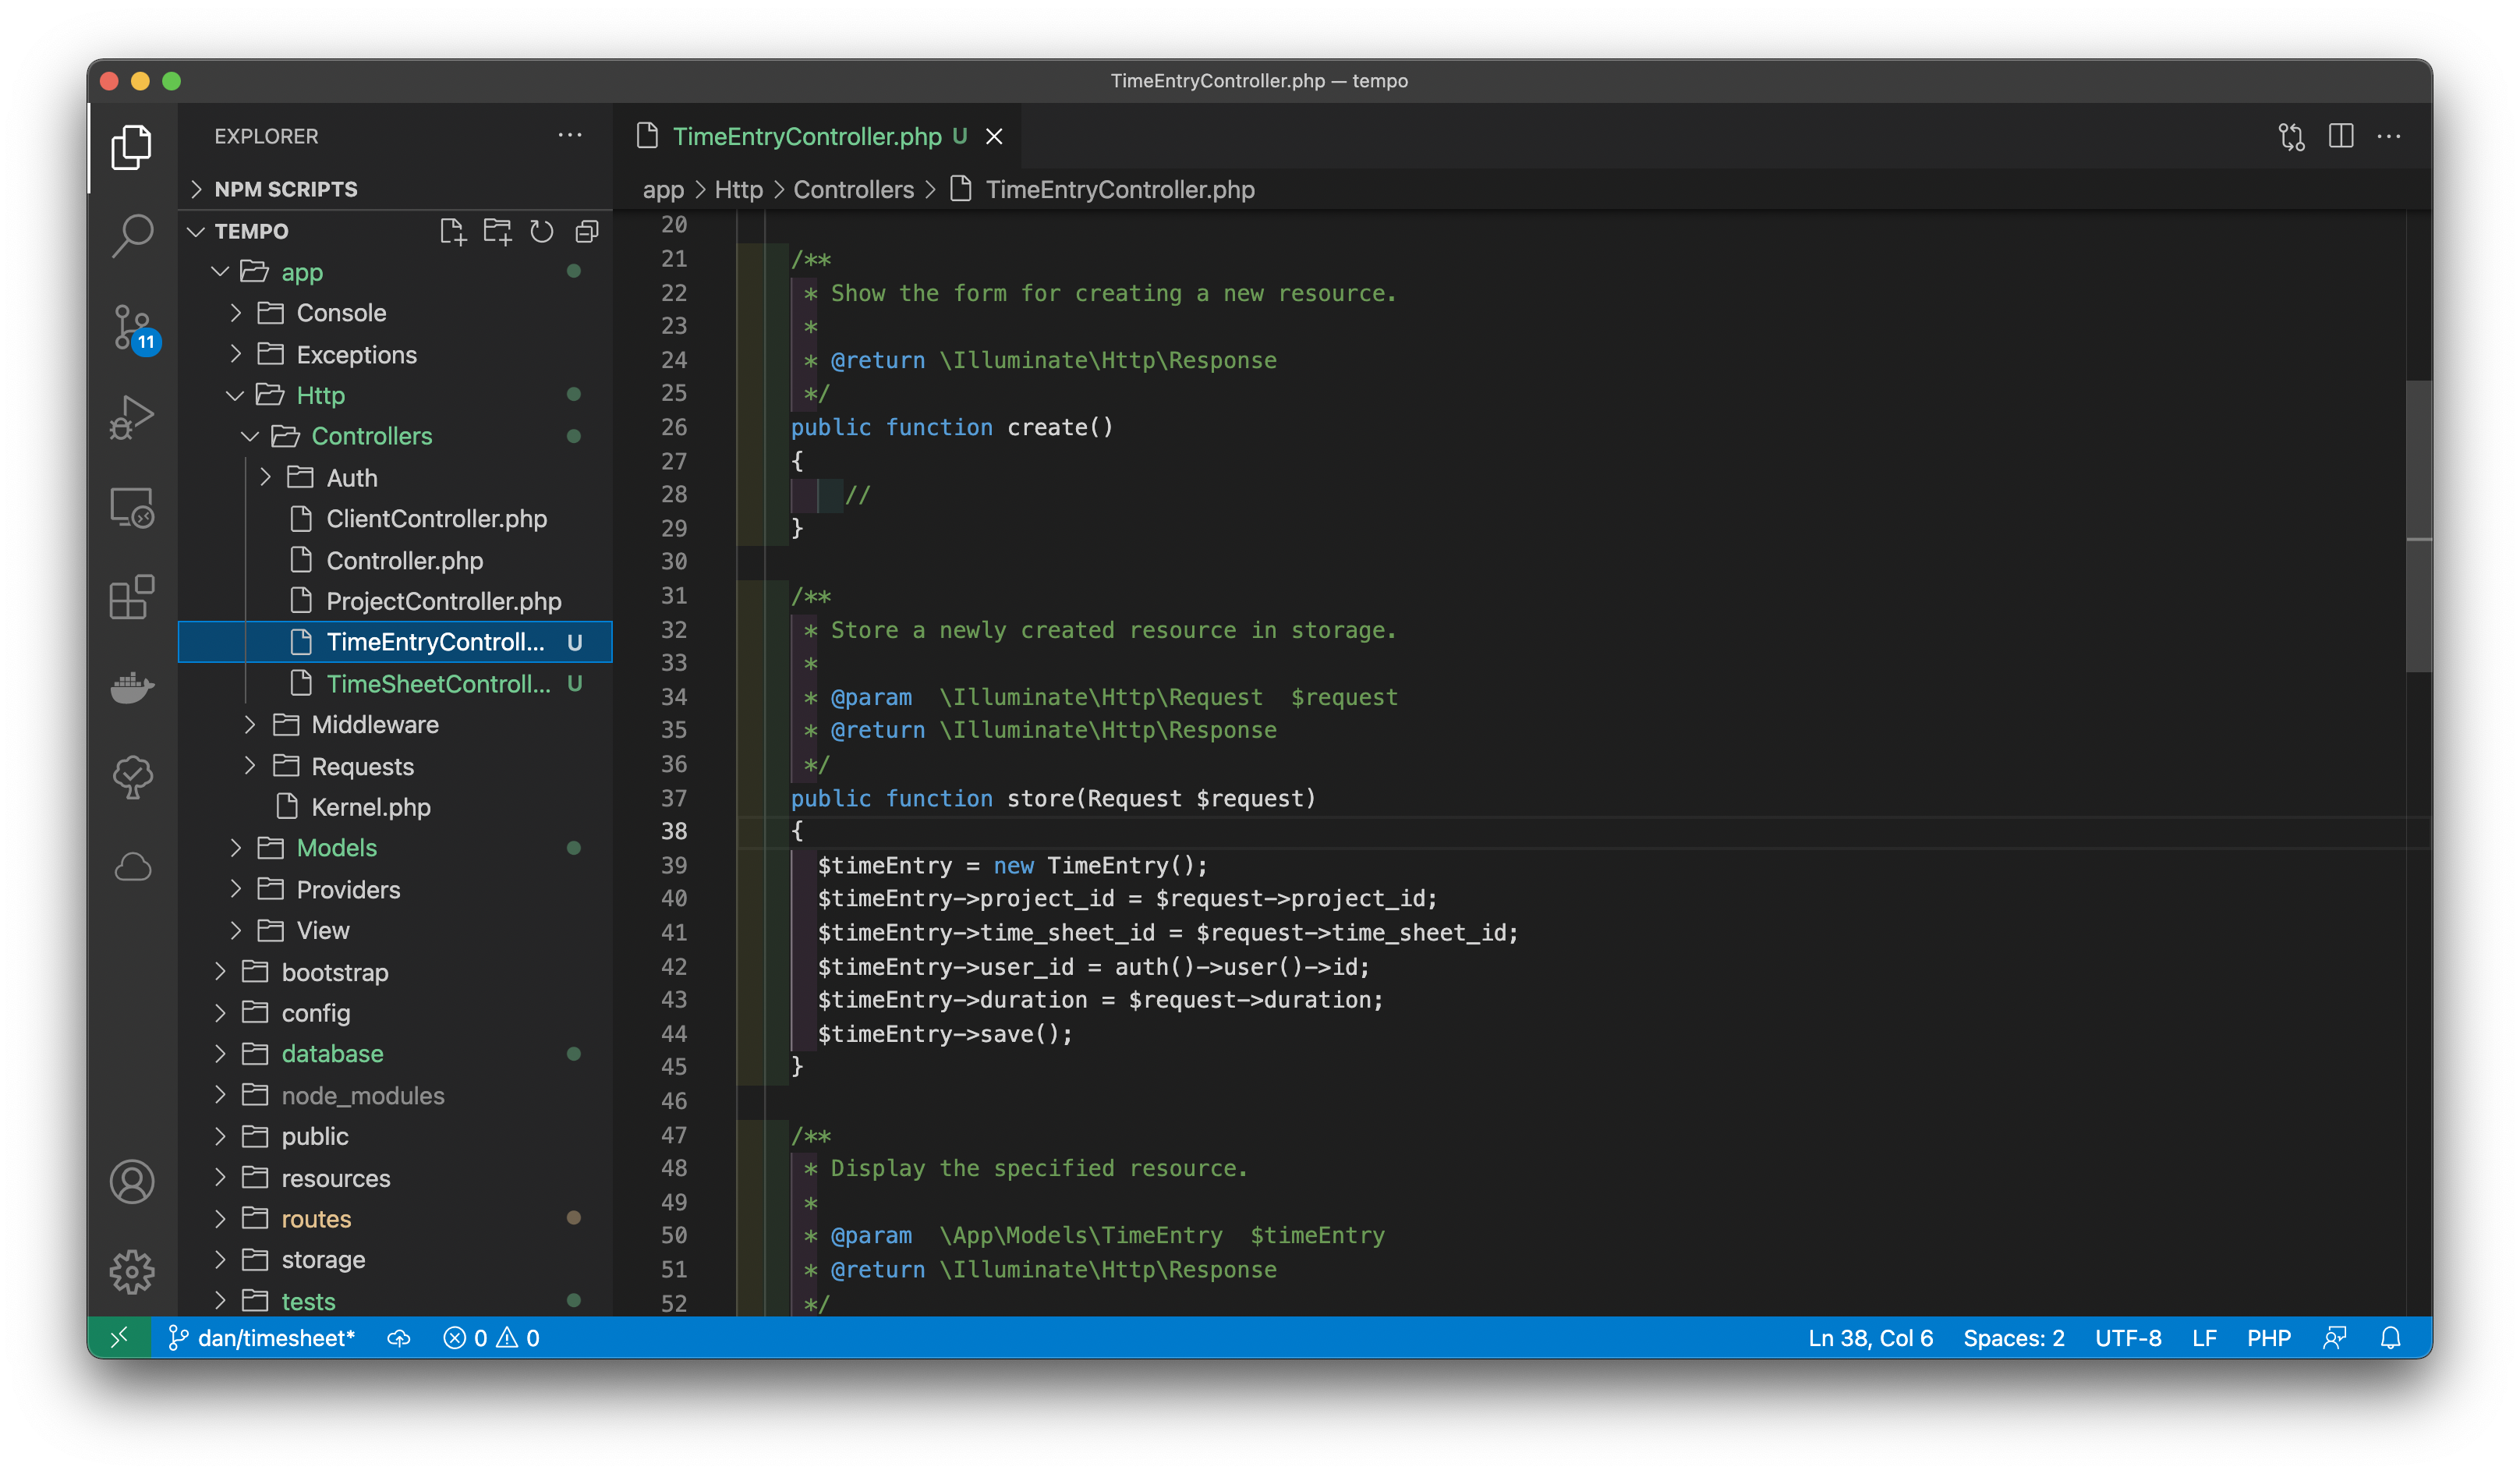 TimeEntryController.php — tempo
EXPLORER
NPM SCRIPTS
TEMPO
app
Console
Exceptions
Http
Controllers
Auth
ClientController.php
Controller.php
ProjectController.php
TimeEntryControll... U
TimeSheetControll... U
Middleware
Requests
Kernel.php
Models
Providers
View
bootstrap
config
database
node_modules
public
resources
routes
storage
tests
11
TimeEntryController.php U
app > Http > Controllers > TimeEntryController.php
20
21 /**
22 * Show the form for creating a new resource.
23 *
24 * @return \Illuminate\Http\Response
25 */
26 public function create()
27 {
28 //
29 }
30
31 /**
32 * Store a newly created resource in storage.
33 *
34 * @param  \Illuminate\Http\Request  $request
35 * @return \Illuminate\Http\Response
36 */
37 public function store(Request $request)
38 {
39 $timeEntry = new TimeEntry();
40 $timeEntry->project_id = $request->project_id;
41 $timeEntry->time_sheet_id = $request->time_sheet_id;
42 $timeEntry->user_id = auth()->user()->id;
43 $timeEntry->duration = $request->duration;
44 $timeEntry->save();
45 }
46
47 /**
48 * Display the specified resource.
49 *
50 * @param  \App\Models\TimeEntry  $timeEntry
51 * @return \Illuminate\Http\Response
52 */
dan/timesheet* 0 0 Ln 38, Col 6 Spaces: 2 UTF-8 LF PHP